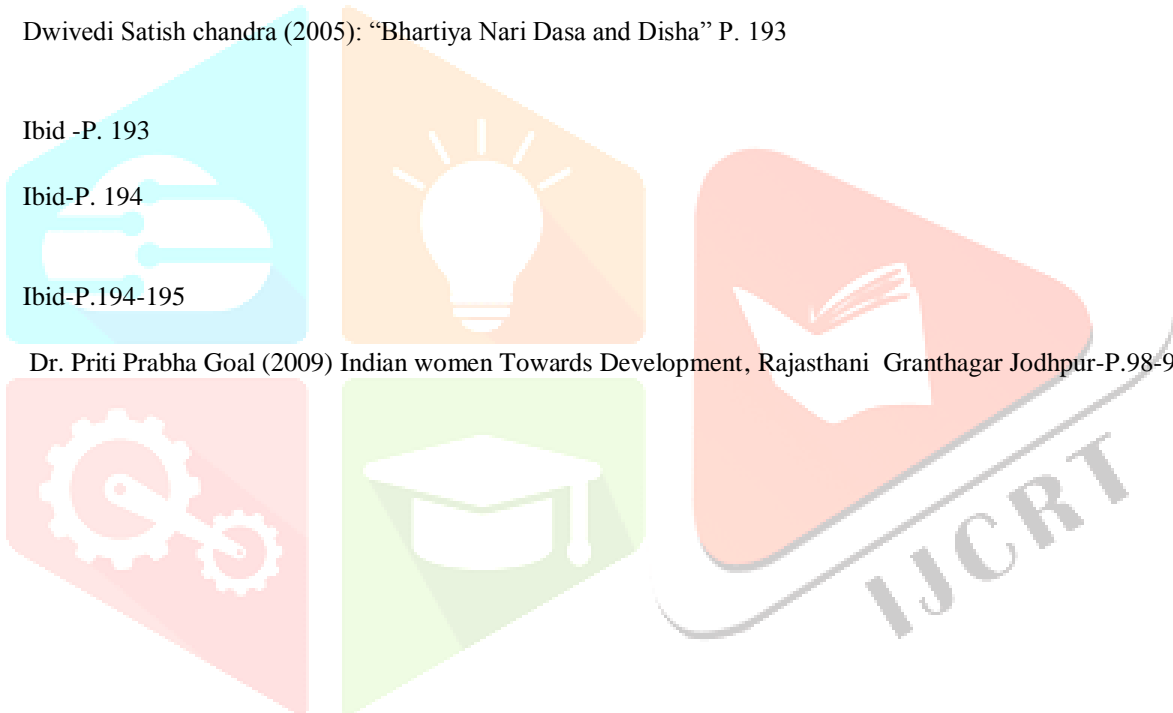 Dwivedi Satish chandra (2005): “Bhartiya Nari Dasa and Disha” P. 193
Ibid -P. 193
Ibid-P. 194
Ibid-P.194-195
Dr. Priti Prabha Goal (2009) Indian women Towards Development, Rajasthani Granthagar Jodhpur-P.98-9
IJCRT